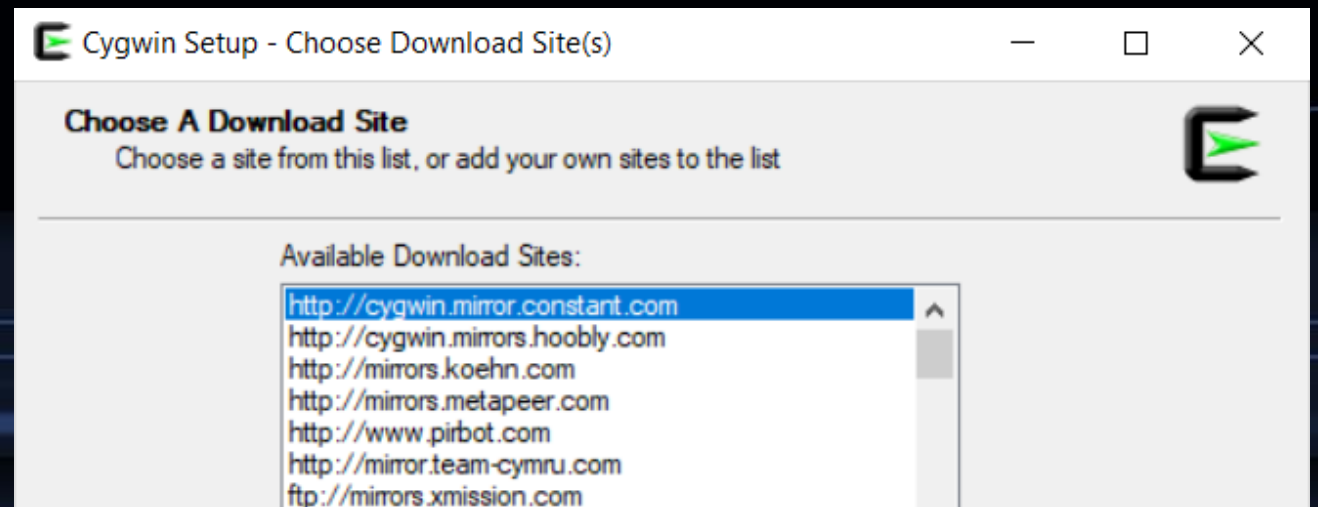 Cygwin Setup - Choose Download Site(s)
Choose A Download Site
Choose a site from this list, or add your own sites to the list
Available Download Sites:
http://cygwin.mirror.constant.com
http://cygwin.mirrors.hoobly.com
http://mirrors.koehn.com
http://mirrors.metapeer.com
http://www.pirbot.com
http://mirror.team-cymru.com
ftp://mirrors.xmission.com